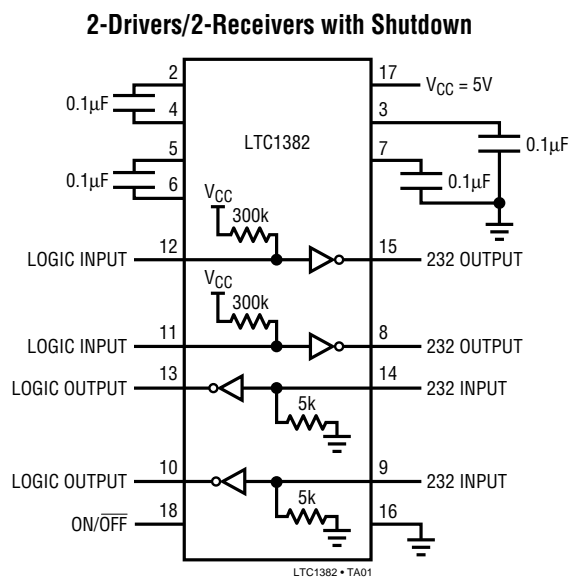 2-Drivers/2-Receivers with Shutdown
2
17
VCC = 5V
0.1µF
4
3
LTC1382
5
7
0.1µF
0.1µF
6
0.1µF
VCC
300k
LOGIC INPUT
12
15
232 OUTPUT
VCC
300k
LOGIC INPUT
11
8
232 OUTPUT
LOGIC OUTPUT
13
14
232 INPUT
5k
LOGIC OUTPUT
10
9
232 INPUT
5k
ON/OFF
18
16
LTC1382 • TA01